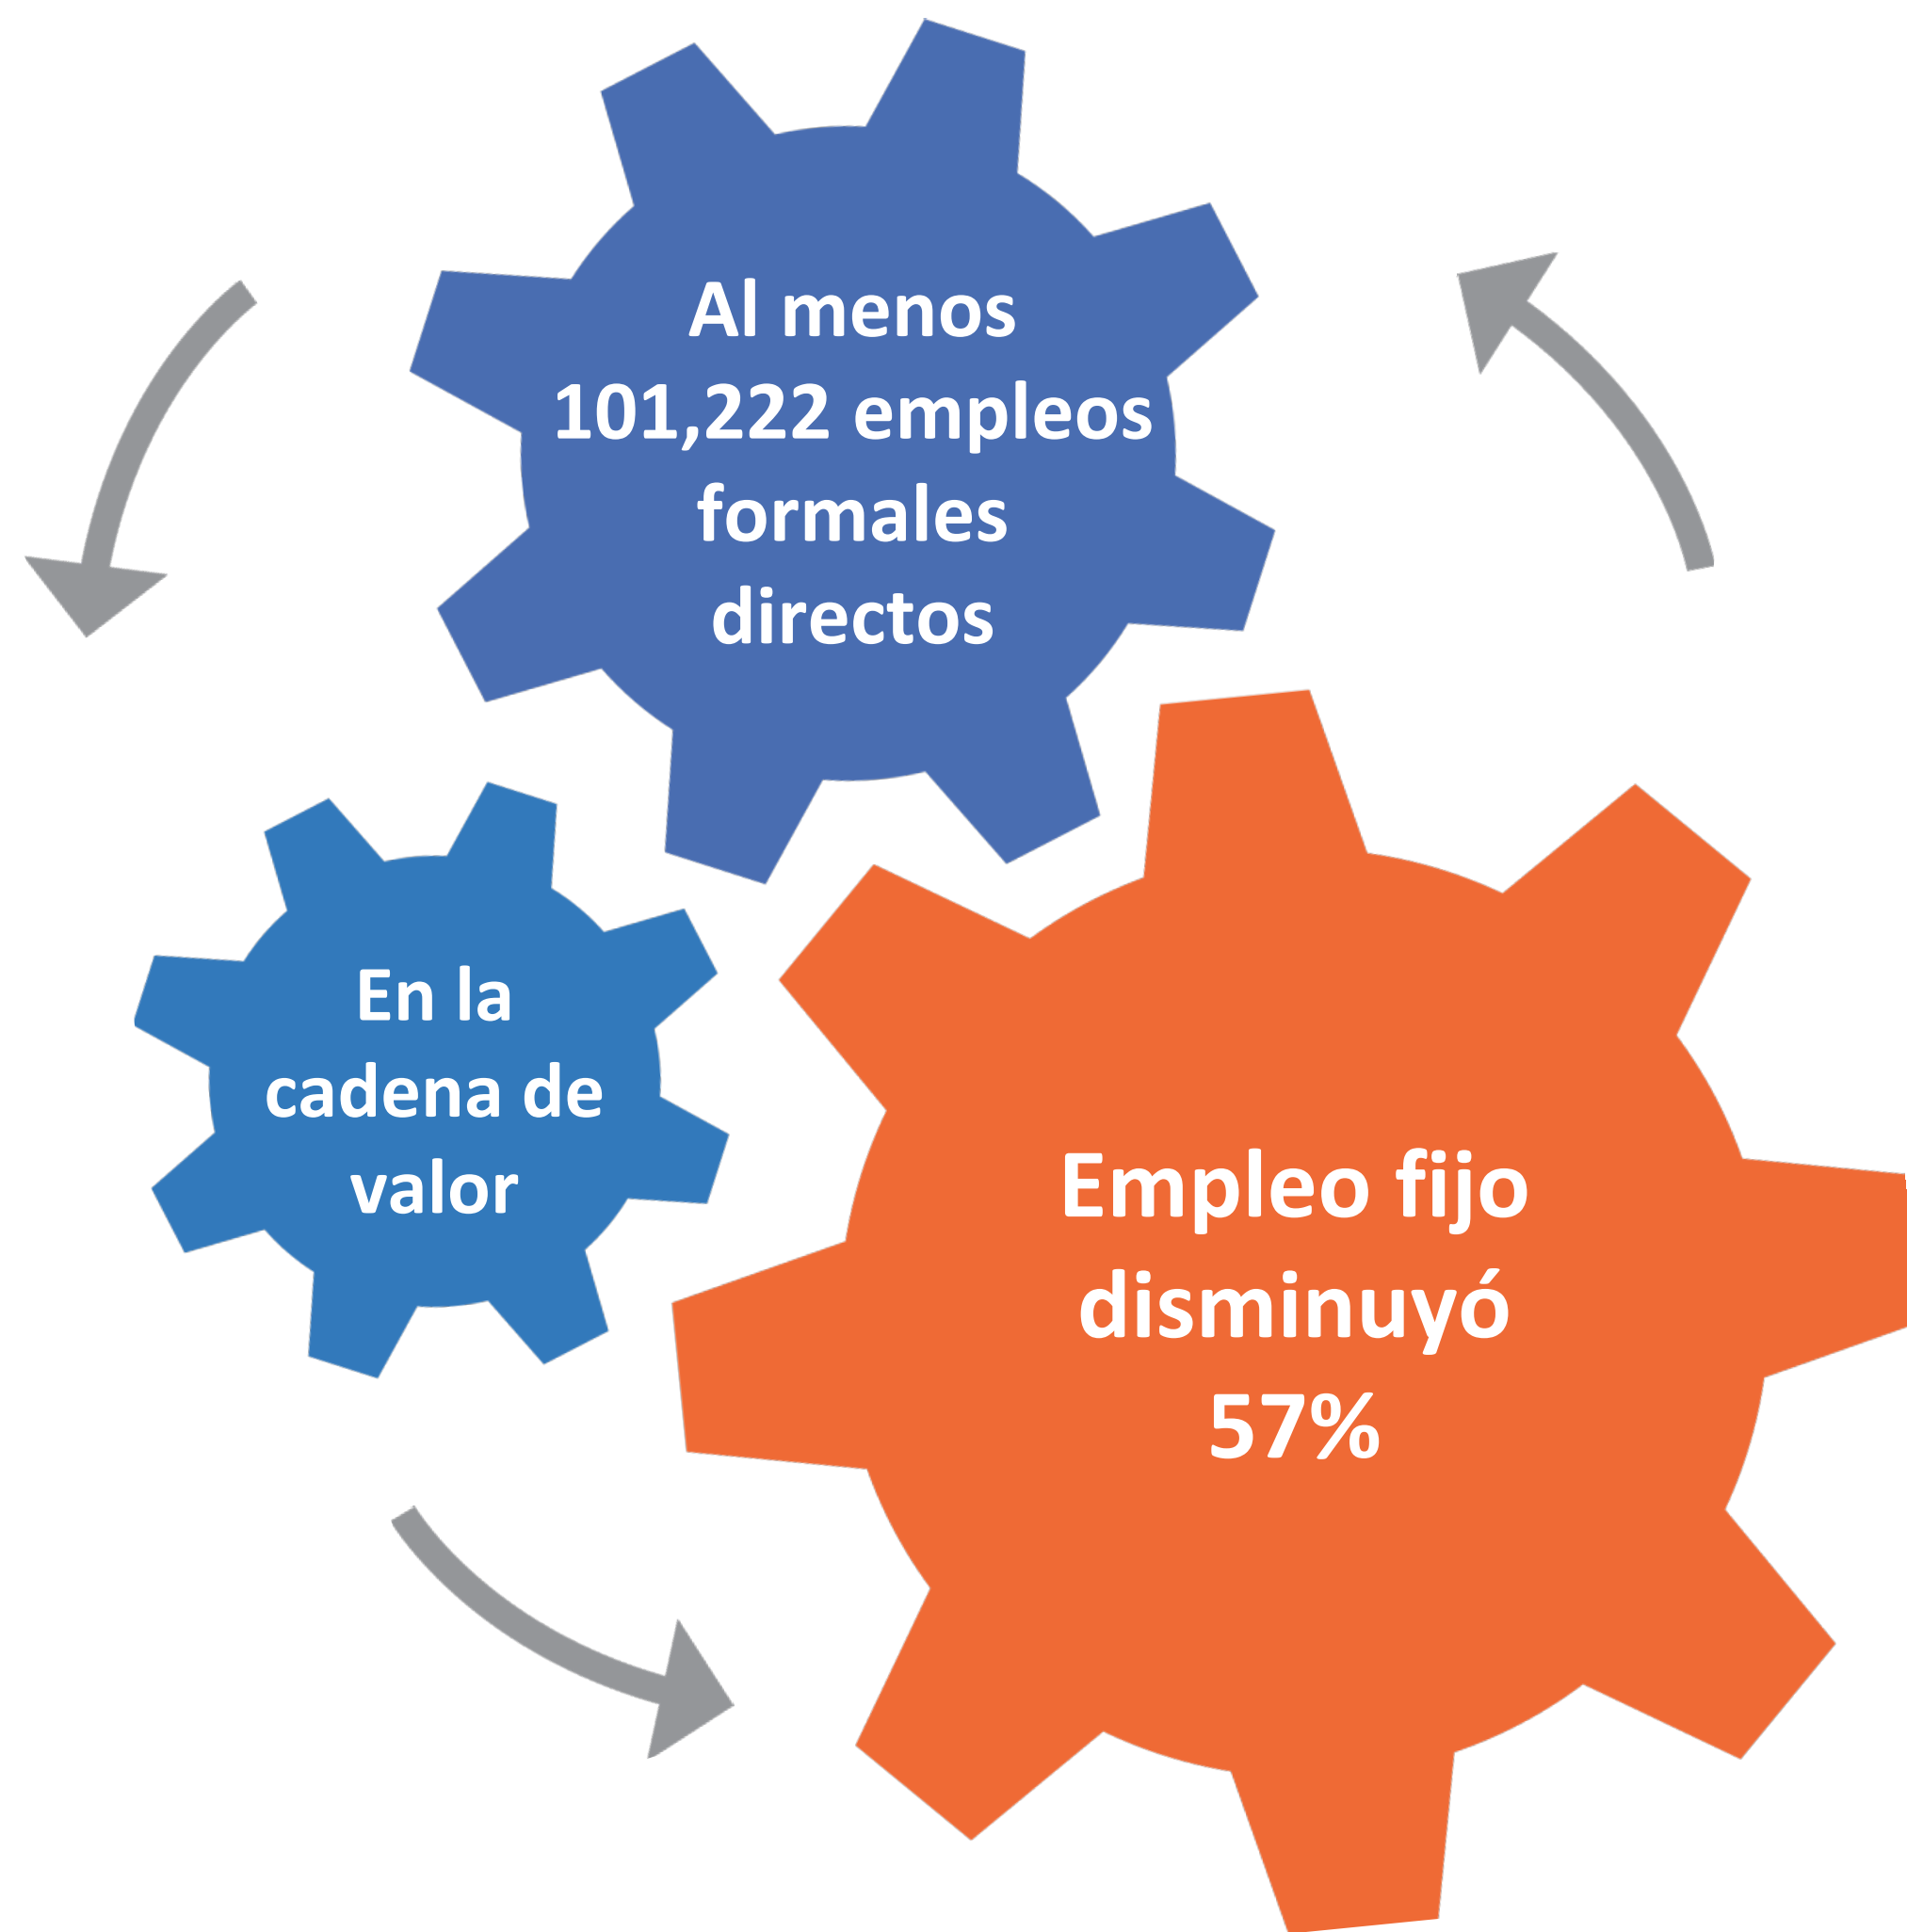 Al menos
101,222 empleos
formales
directos
En la
cadena de
valor
Empleo fijo
disminuyó
57%